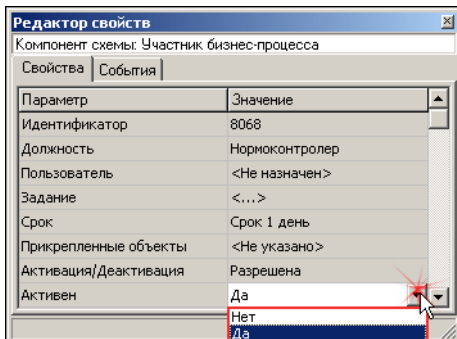 Редактор свойств
Компонент схемы: Участник бизнес-процесса
Свойства События
Параметр Значение
Идентификатор 8068
Должность Нормоконтролер
Пользователь <Не назначен>
Задание <...>
Срок Срок 1 день
Прикрепленные объекты <Не указано>
Активация/Деактивация Разрешена
Активен Да
Нет
Да